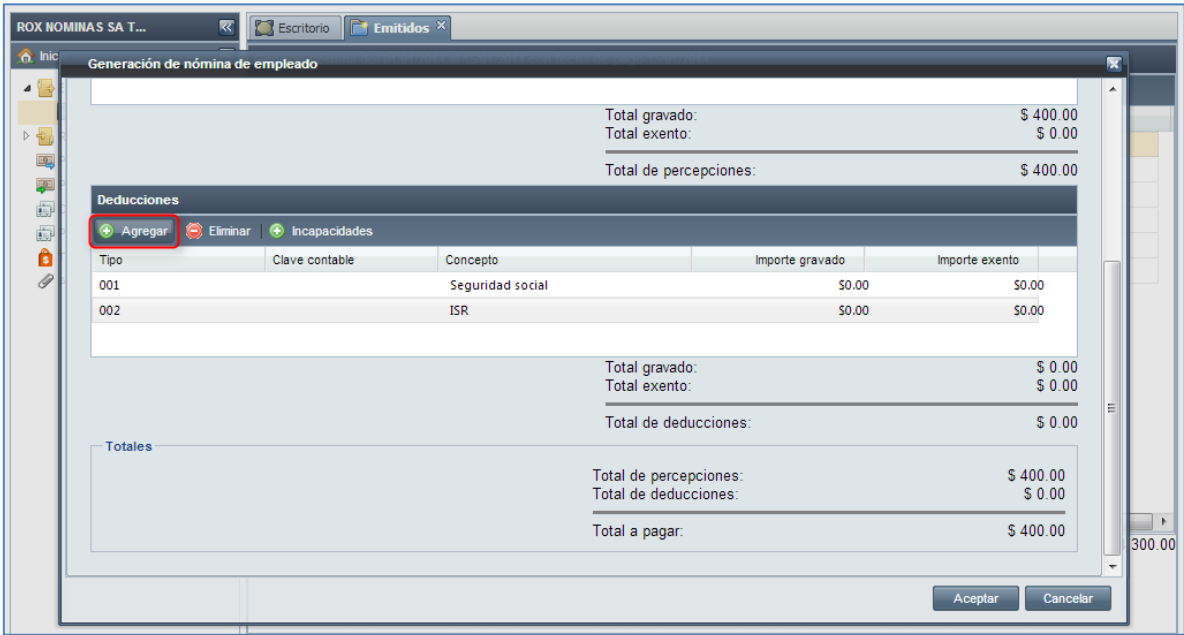 ROX NOMINAS SA T...
Escritorio Emitidos
Inic
Generación de nómina de empleado
Total gravado: $ 400.00
Total exento: $ 0.00
Total de percepciones: $ 400.00
Deducciones
Agregar Eliminar Incapacidades
Tipo Clave contable Concepto Importe gravado Importe exento
001 Seguridad social $0.00 $0.00
002 ISR $0.00 $0.00
Total gravado: $ 0.00
Total exento: $ 0.00
Total de deducciones: $ 0.00
Totales
Total de percepciones: $ 400.00
Total de deducciones: $ 0.00
Total a pagar: $ 400.00
300.00
Aceptar Cancelar